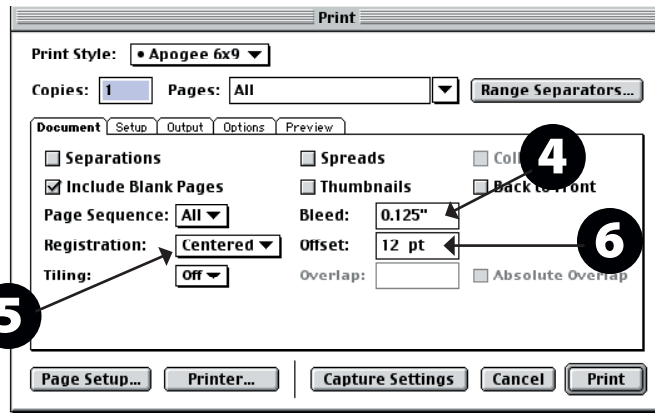 Print
Print Style: • Apogee 6x9
Copies: 1 Pages: All Range Separators...
Document Setup Output Options Preview
Separations Spreads
4
Include Blank Pages Thumbnails Back to Front
Page Sequence: All Bleed: 0.125"
Registration: Centered Offset: 12 pt 6
Tiling: Off Overlap: Absolute Overlap
5
Page Setup... Printer... Capture Settings Cancel Print